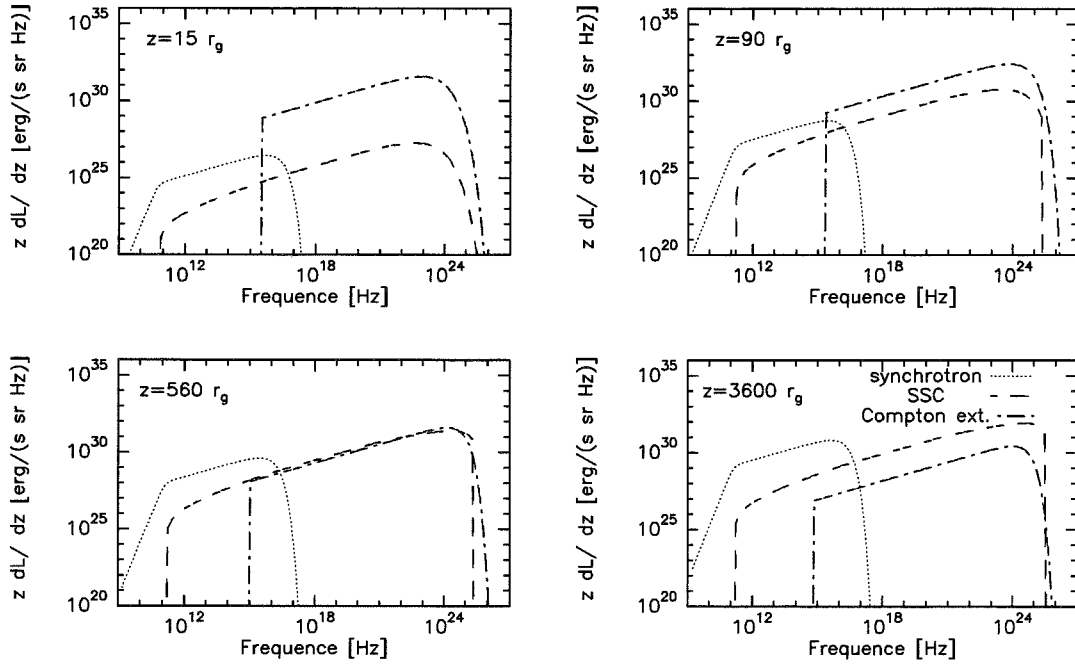 z dL/ dz [erg/(s sr Hz)]
10^35
10^30
10^25
10^20
z=15 r_g
10^12
10^18
10^24
Frequence [Hz]
z dL/ dz [erg/(s sr Hz)]
10^35
10^30
10^25
10^20
z=90 r_g
10^12
10^18
10^24
Frequence [Hz]
z dL/ dz [erg/(s sr Hz)]
10^35
10^30
10^25
10^20
z=560 r_g
10^12
10^18
10^24
Frequence [Hz]
z dL/ dz [erg/(s sr Hz)]
10^35
10^30
10^25
10^20
z=3600 r_g
synchrotron
SSC
Compton ext.
10^12
10^18
10^24
Frequence [Hz]